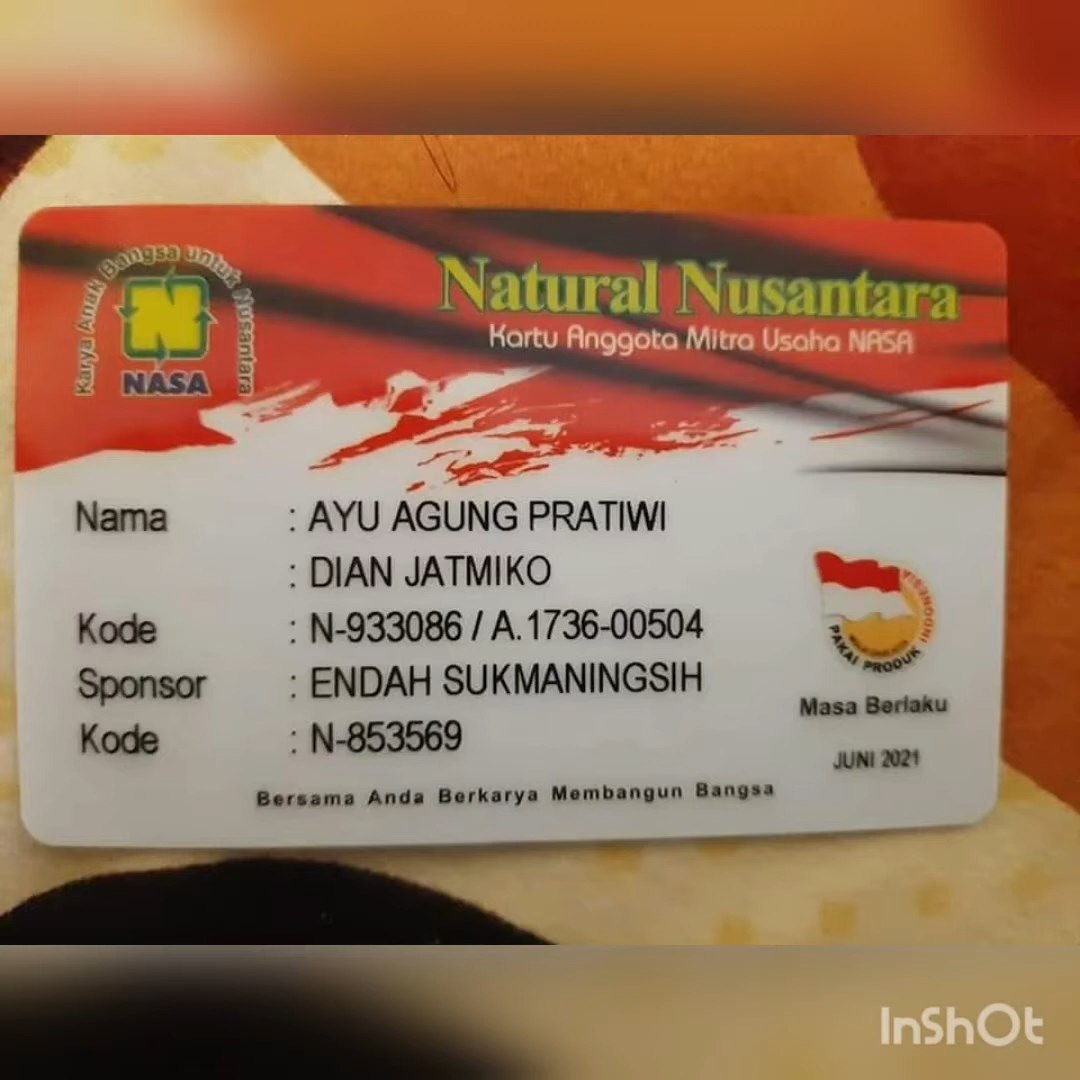 Karya Anak Bangsa untuk Nusantara
NASA
Natural Nusantara
Kartu Anggota Mitra Usaha NASA
Nama : AYU AGUNG PRATIWI
: DIAN JATMIKO
Kode : N-933086 / A.1736-00504
Sponsor : ENDAH SUKMANINGSIH
Kode : N-853569
PAKAI PRODUK INDONESIA
Masa Berlaku
JUNI 2021
Bersama Anda Berkarya Membangun Bangsa
InShOt